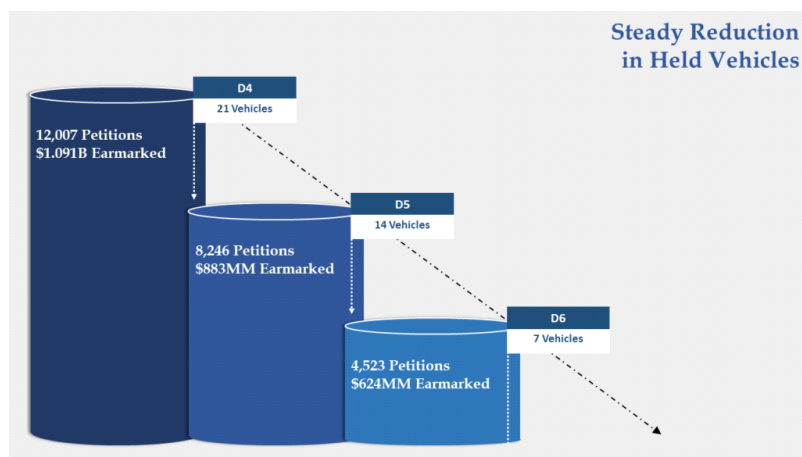 Steady Reduction
in Held Vehicles
D4
21 Vehicles
12,007 Petitions
$1.091B Earmarked
D5
14 Vehicles
8,246 Petitions
$883MM Earmarked
D6
7 Vehicles
4,523 Petitions
$624MM Earmarked